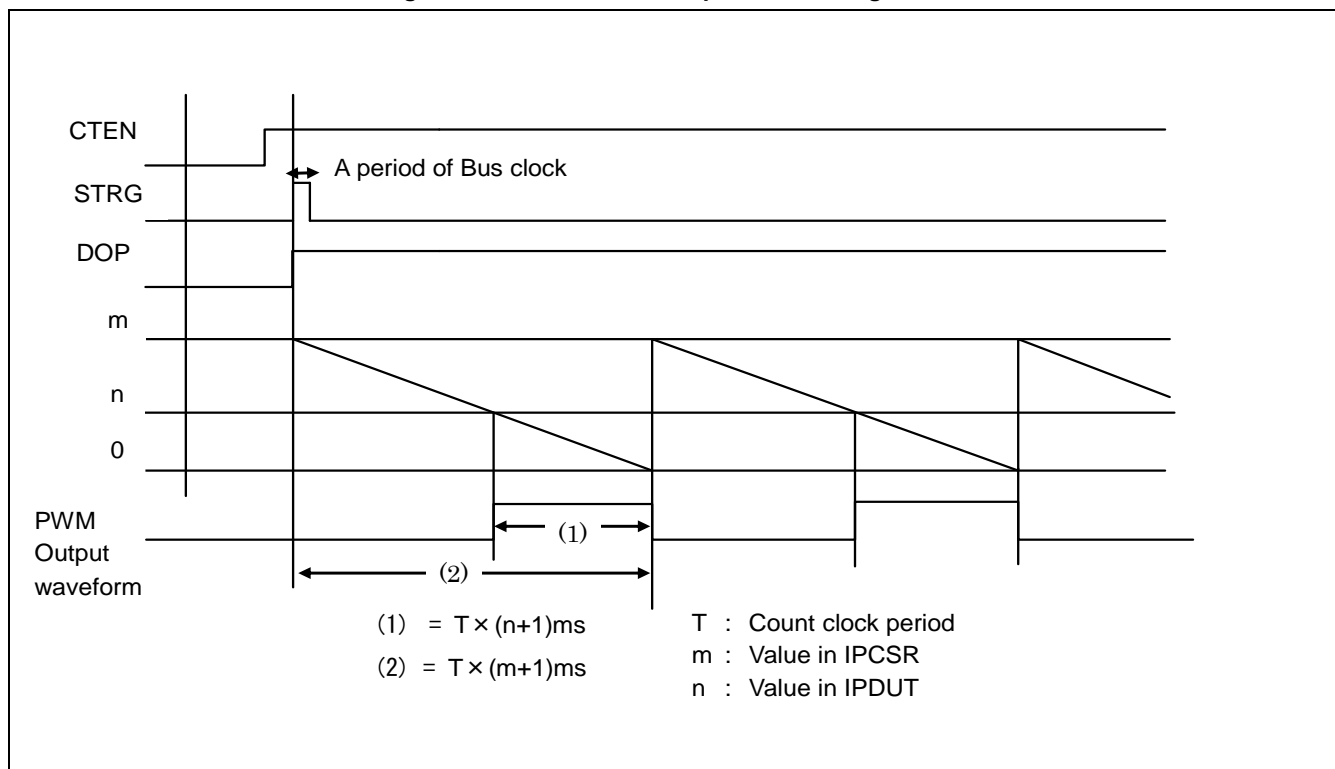 CTEN
A period of Bus clock
STRG
DOP
m
n
0
PWM
Output
waveform
(1)
(2)
(1) = T×(n+1)ms
(2) = T×(m+1)ms
T : Count clock period
m : Value in IPCSR
n : Value in IPDUT